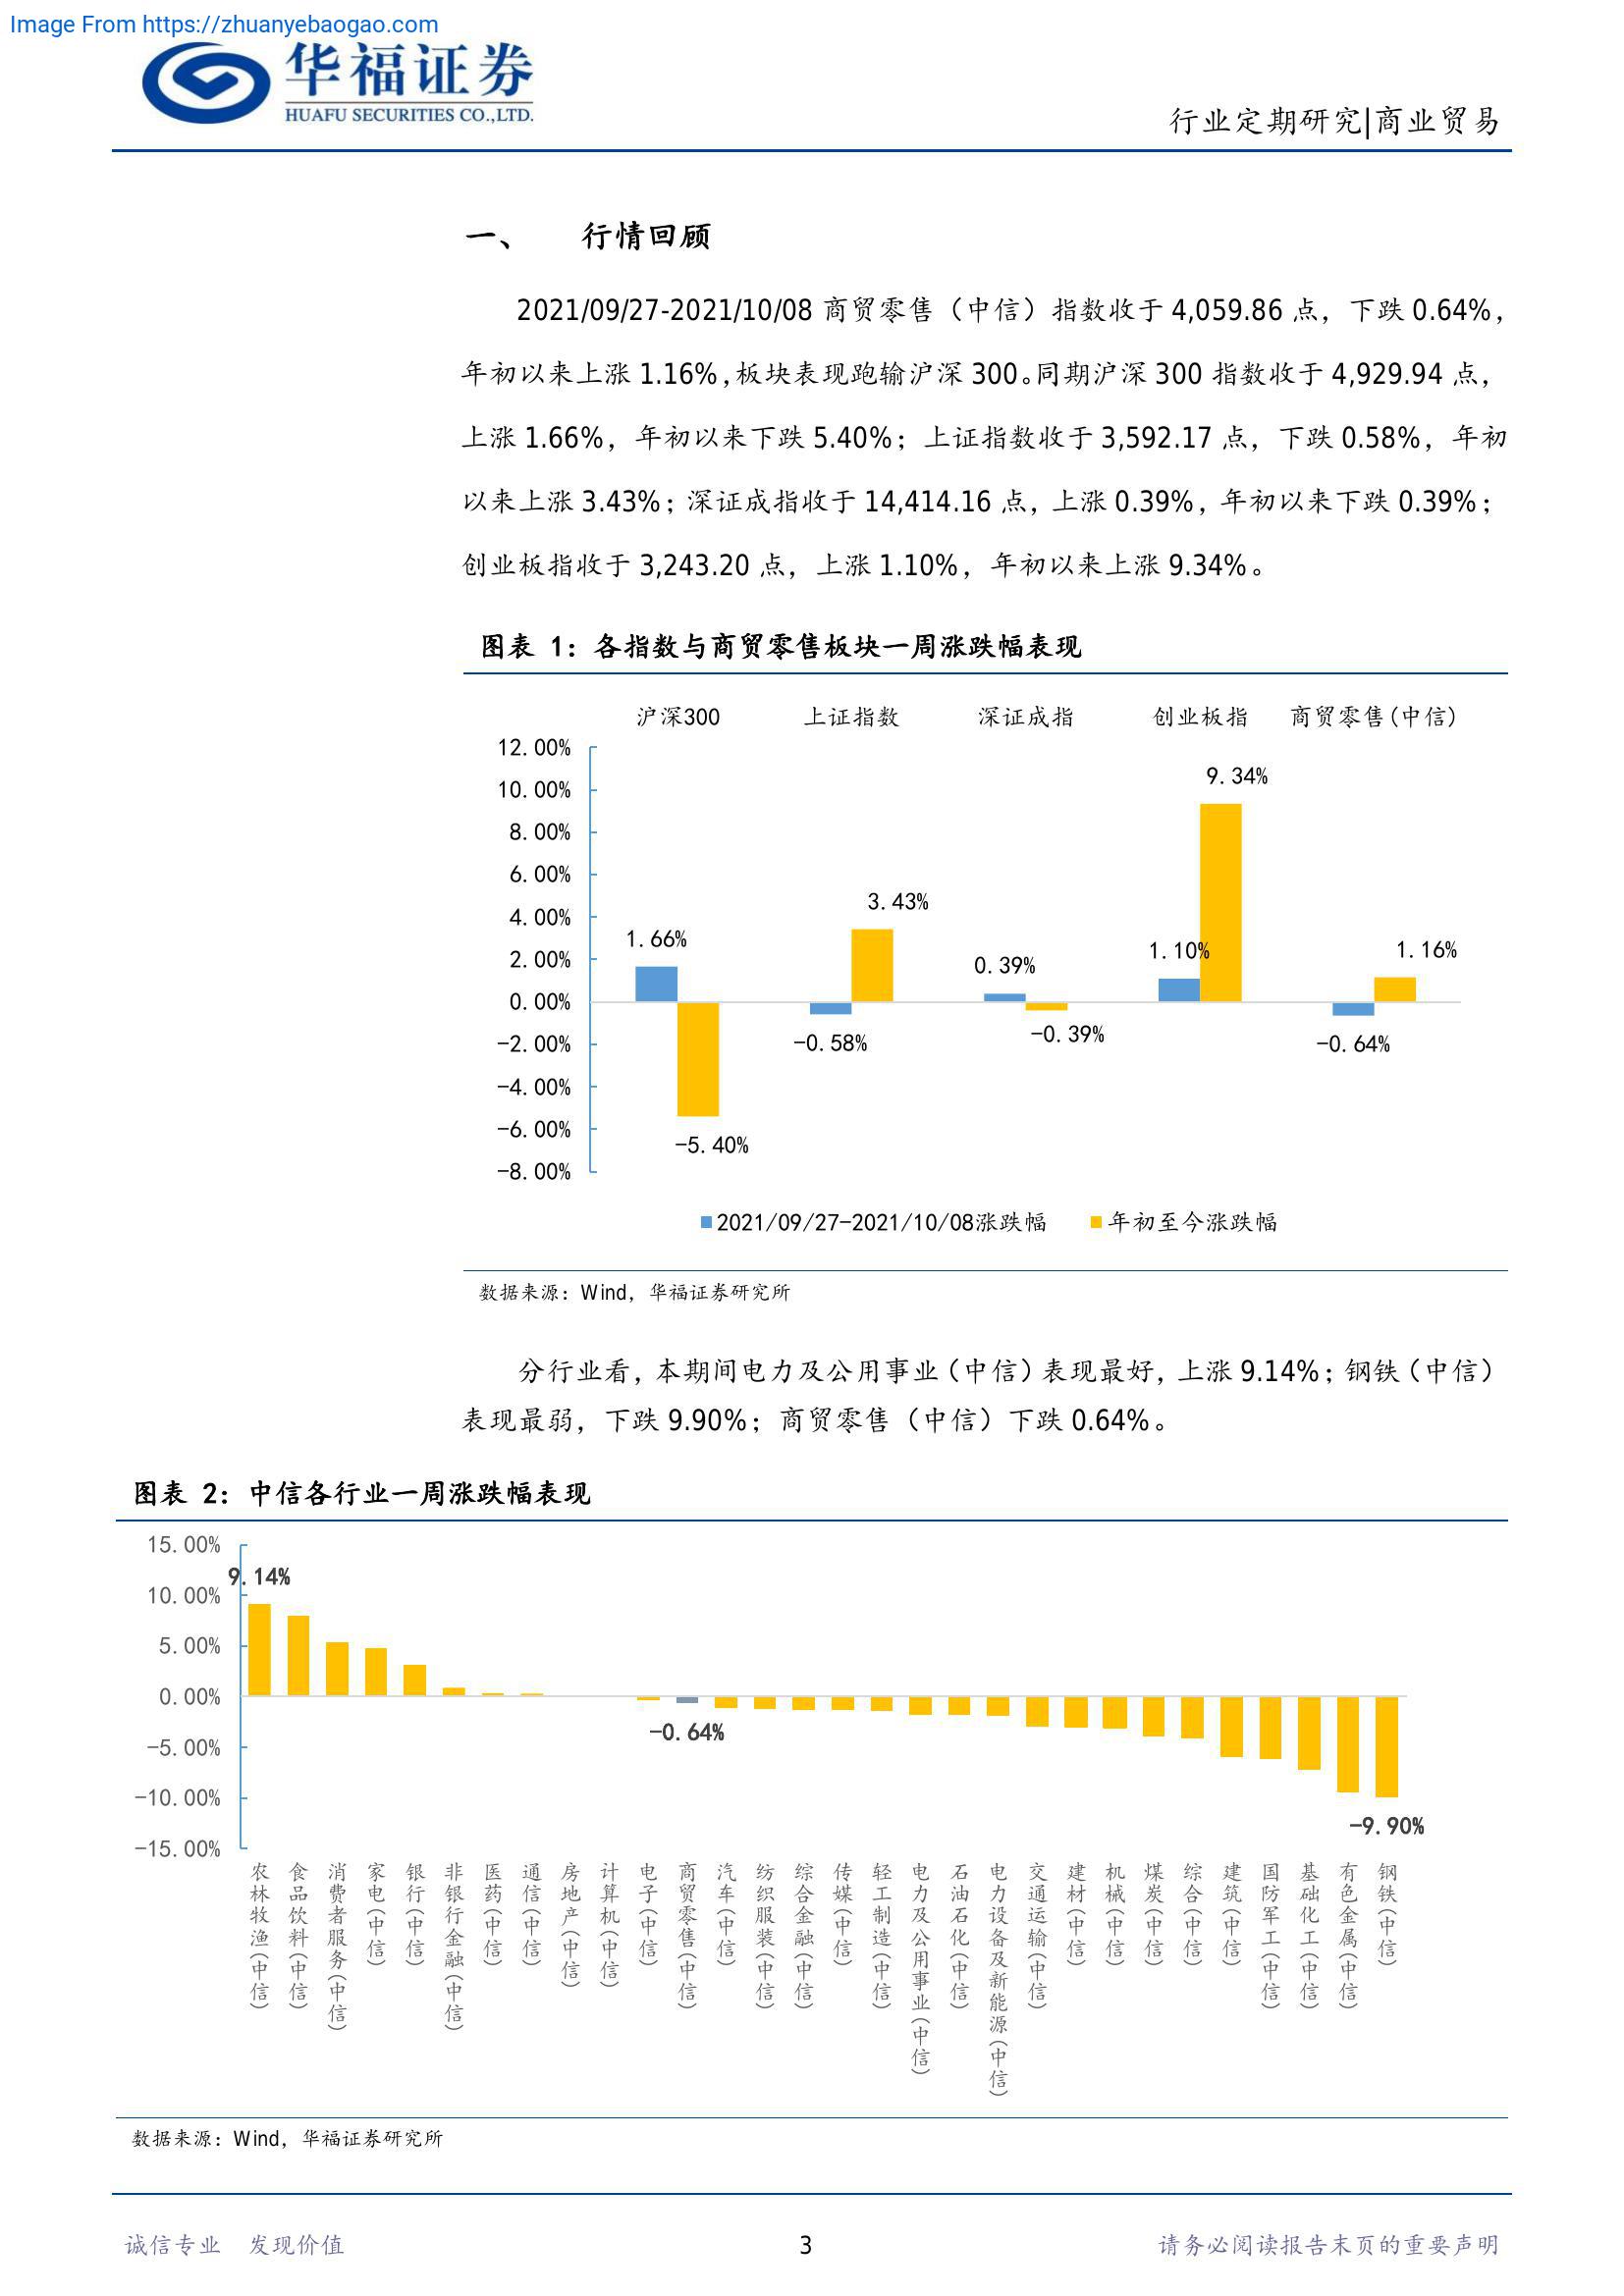 Image From https://zhuanyebaogao.com
华福证券
HUAFU SECURITIES CO.,LTD.
行业定期研究|商业贸易
一、 行情回顾
2021/09/27-2021/10/08 商贸零售（中信）指数收于 4,059.86 点，下跌 0.64%，
年初以来上涨 1.16%，板块表现跑输沪深 300。同期沪深 300 指数收于 4,929.94 点，
上涨 1.66%，年初以来下跌 5.40%；上证指数收于 3,592.17 点，下跌 0.58%，年初
以来上涨 3.43%；深证成指收于 14,414.16 点，上涨 0.39%，年初以来下跌 0.39%；
创业板指收于 3,243.20 点，上涨 1.10%，年初以来上涨 9.34%。
图表 1：各指数与商贸零售板块一周涨跌幅表现
沪深300 上证指数 深证成指 创业板指 商贸零售(中信)
12.00%
10.00%
8.00%
6.00%
4.00%
2.00%
0.00%
-2.00%
-4.00%
-6.00%
-8.00%
1.66%
-5.40%
-0.58%
3.43%
0.39%
-0.39%
1.10%
9.34%
-0.64%
1.16%
2021/09/27-2021/10/08涨跌幅 年初至今涨跌幅
数据来源：Wind，华福证券研究所
分行业看，本期间电力及公用事业（中信）表现最好，上涨 9.14%；钢铁（中信）
表现最弱，下跌 9.90%；商贸零售（中信）下跌 0.64%。
图表 2：中信各行业一周涨跌幅表现
15.00%
10.00%
5.00%
0.00%
-5.00%
-10.00%
-15.00%
9.14%
-0.64%
-9.90%
农林牧渔(中信)
食品饮料(中信)
消费者服务(中信)
家电(中信)
银行(中信)
非银行金融(中信)
医药(中信)
通信(中信)
房地产(中信)
计算机(中信)
电子(中信)
商贸零售(中信)
汽车(中信)
纺织服装(中信)
综合金融(中信)
传媒(中信)
轻工制造(中信)
电力及公用事业(中信)
石油石化(中信)
电力设备及新能源(中信)
交通运输(中信)
建材(中信)
机械(中信)
煤炭(中信)
综合(中信)
建筑(中信)
国防军工(中信)
基础化工(中信)
有色金属(中信)
钢铁(中信)
数据来源：Wind，华福证券研究所
诚信专业 发现价值
3
请务必阅读报告末页的重要声明